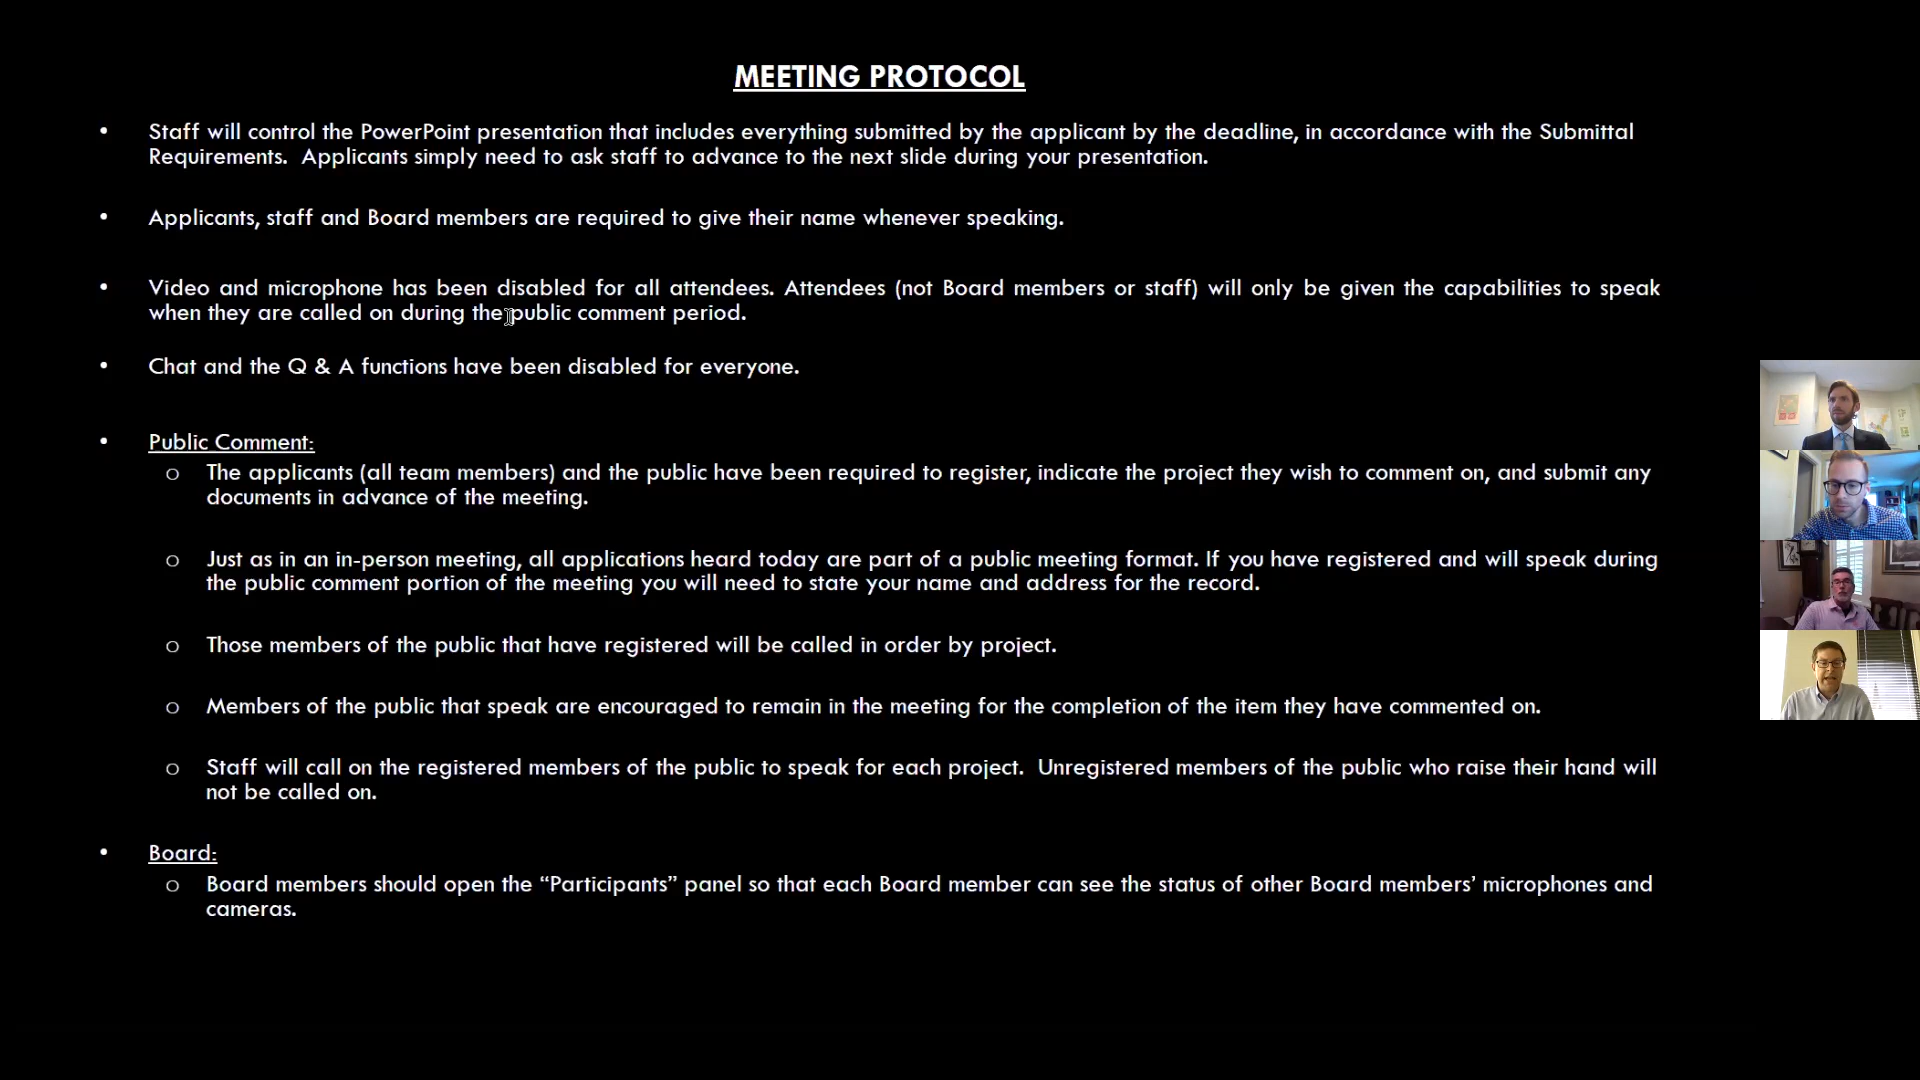 MEETING PROTOCOL
• Staff will control the PowerPoint presentation that includes everything submitted by the applicant by the deadline, in accordance with the Submittal
Requirements.  Applicants simply need to ask staff to advance to the next slide during your presentation.
• Applicants, staff and Board members are required to give their name whenever speaking.
• Video and microphone has been disabled for all attendees. Attendees (not Board members or staff) will only be given the capabilities to speak
when they are called on during the public comment period.
• Chat and the Q & A functions have been disabled for everyone.
• Public Comment:
o The applicants (all team members) and the public have been required to register, indicate the project they wish to comment on, and submit any
documents in advance of the meeting.
o Just as in an in-person meeting, all applications heard today are part of a public meeting format. If you have registered and will speak during
the public comment portion of the meeting you will need to state your name and address for the record.
o Those members of the public that have registered will be called in order by project.
o Members of the public that speak are encouraged to remain in the meeting for the completion of the item they have commented on.
o Staff will call on the registered members of the public to speak for each project.  Unregistered members of the public who raise their hand will
not be called on.
• Board:
o Board members should open the “Participants” panel so that each Board member can see the status of other Board members’ microphones and
cameras.